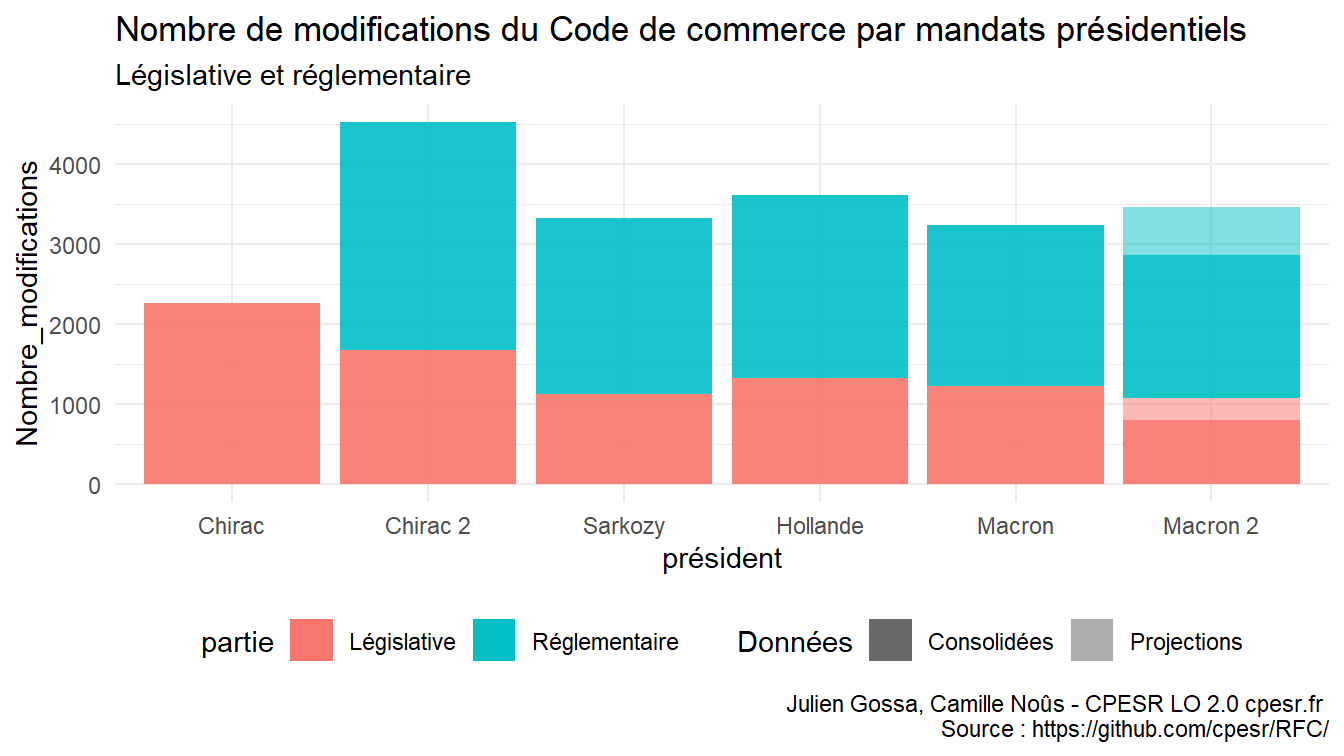 Nombre de modifications du Code de commerce par mandats présidentiels
Législative et réglementaire
Nombre_modifications
4000
3000
2000
1000
0
Chirac
Chirac 2
Sarkozy
Hollande
Macron
Macron 2
président
partie
Législative
Réglementaire
Données
Consolidées
Projections
Julien Gossa, Camille Noûs - CPESR LO 2.0 cpesr.fr
Source : https://github.com/cpesr/RFC/